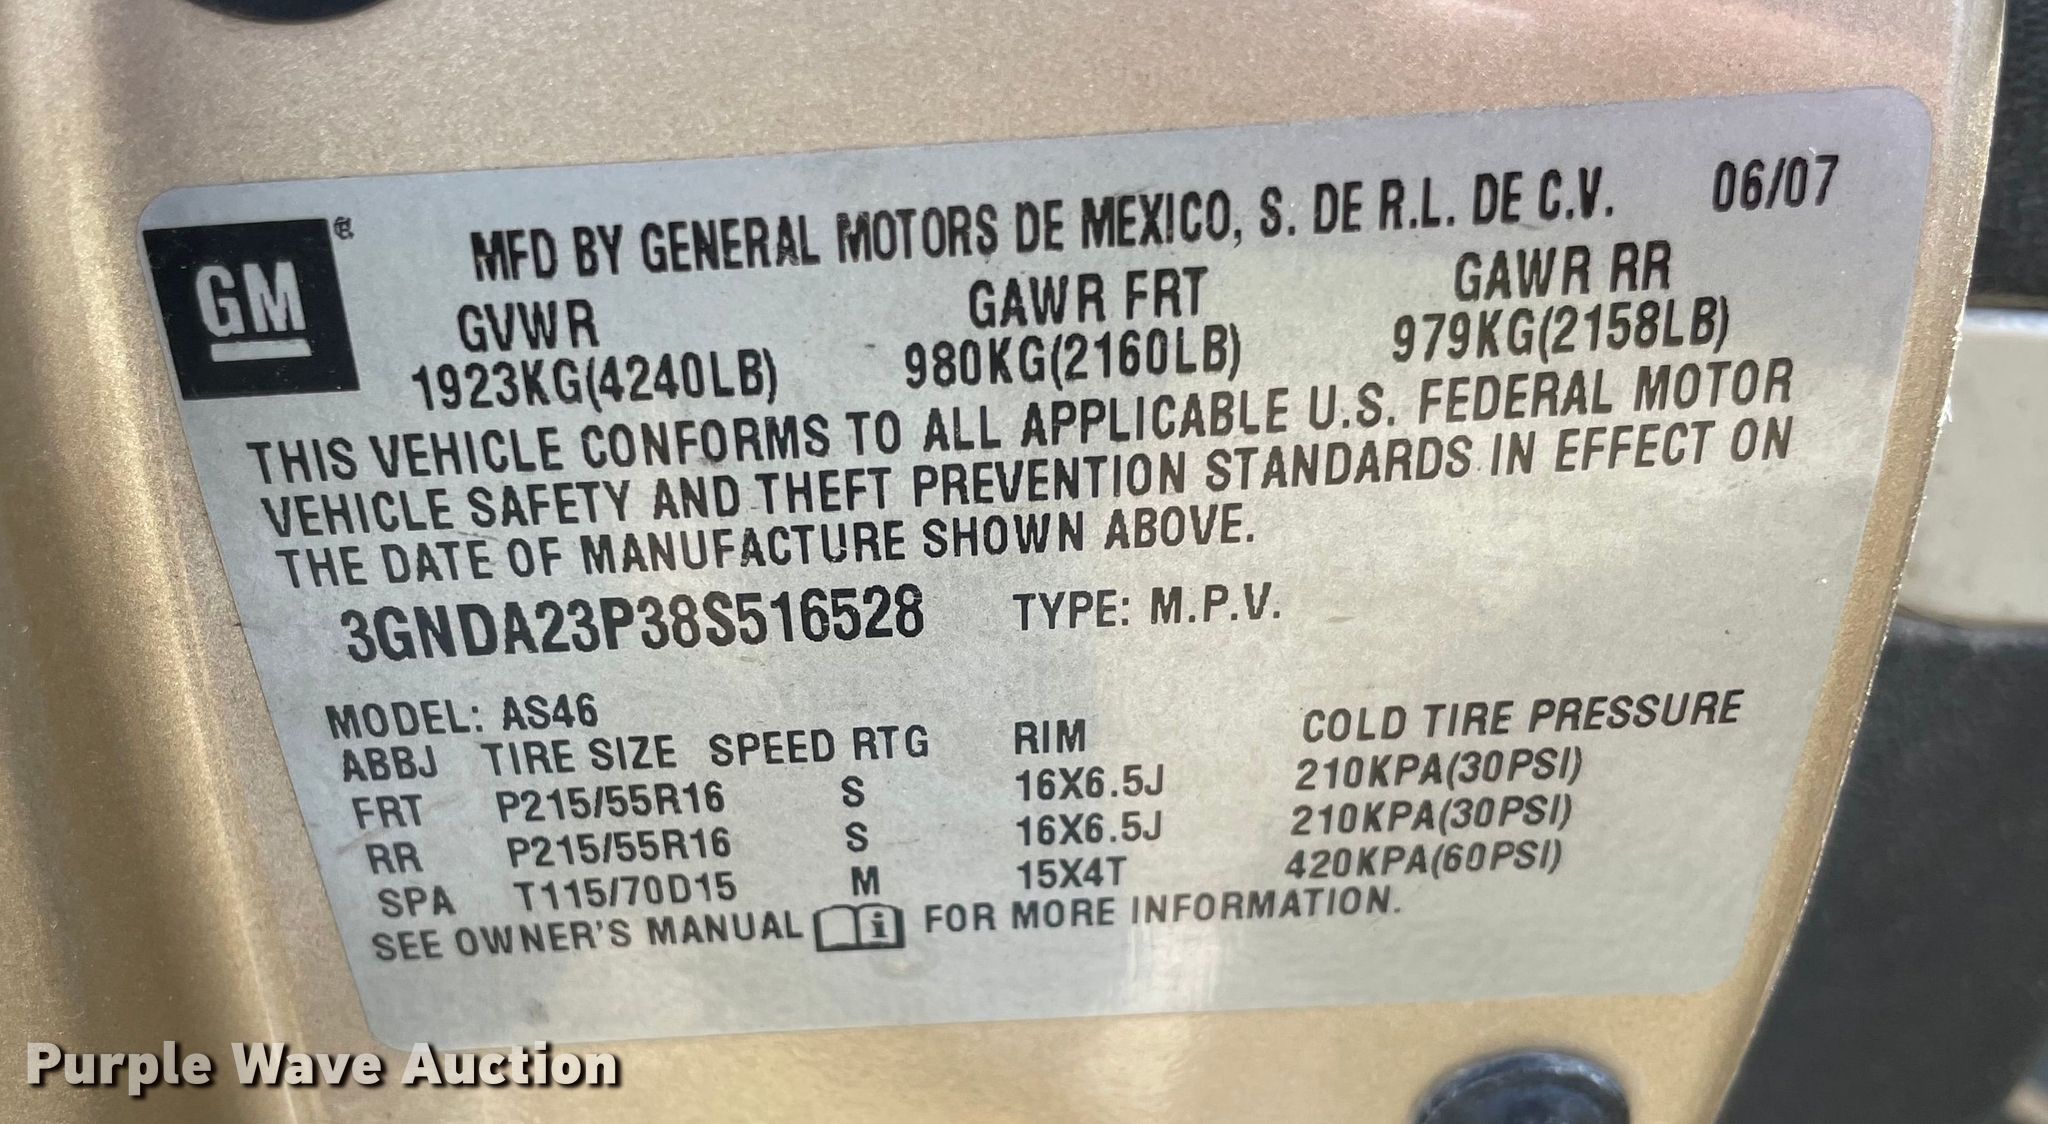 GM ®
MFD BY GENERAL MOTORS DE MEXICO, S. DE R.L. DE C.V. 06/07
GVWR GAWR FRT GAWR RR
1923KG(4240LB) 980KG(2160LB) 979KG(2158LB)
THIS VEHICLE CONFORMS TO ALL APPLICABLE U.S. FEDERAL MOTOR
VEHICLE SAFETY AND THEFT PREVENTION STANDARDS IN EFFECT ON
THE DATE OF MANUFACTURE SHOWN ABOVE.
3GNDA23P38S516528 TYPE: M.P.V.
MODEL: AS46
ABBJ TIRE SIZE SPEED RTG RIM COLD TIRE PRESSURE
FRT P215/55R16 S 16X6.5J 210KPA(30PSI)
RR P215/55R16 S 16X6.5J 210KPA(30PSI)
SPA T115/70D15 M 15X4T 420KPA(60PSI)
SEE OWNER'S MANUAL i FOR MORE INFORMATION.
Purple Wave Auction